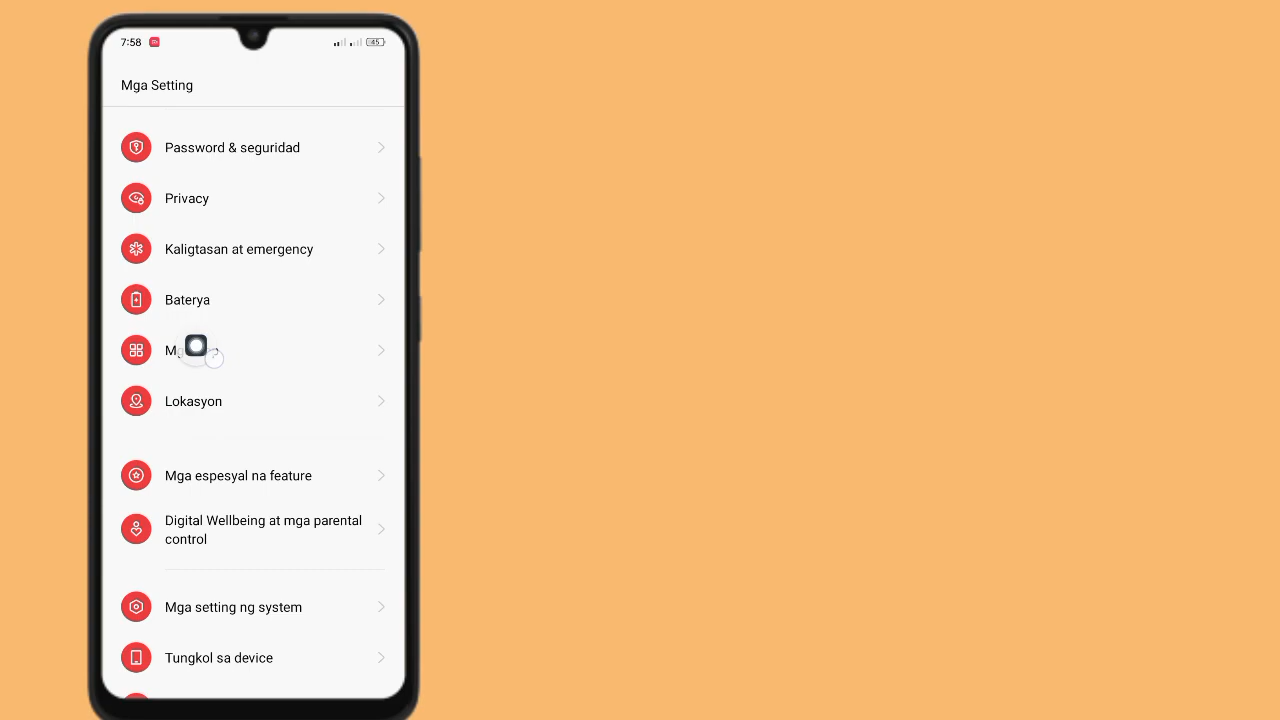 7:58
45
Mga Setting
Password & seguridad
Privacy
Kaligtasan at emergency
Baterya
Lokasyon
Mga espesyal na feature
Digital Wellbeing at mga parental
control
Mga setting ng system
Tungkol sa device